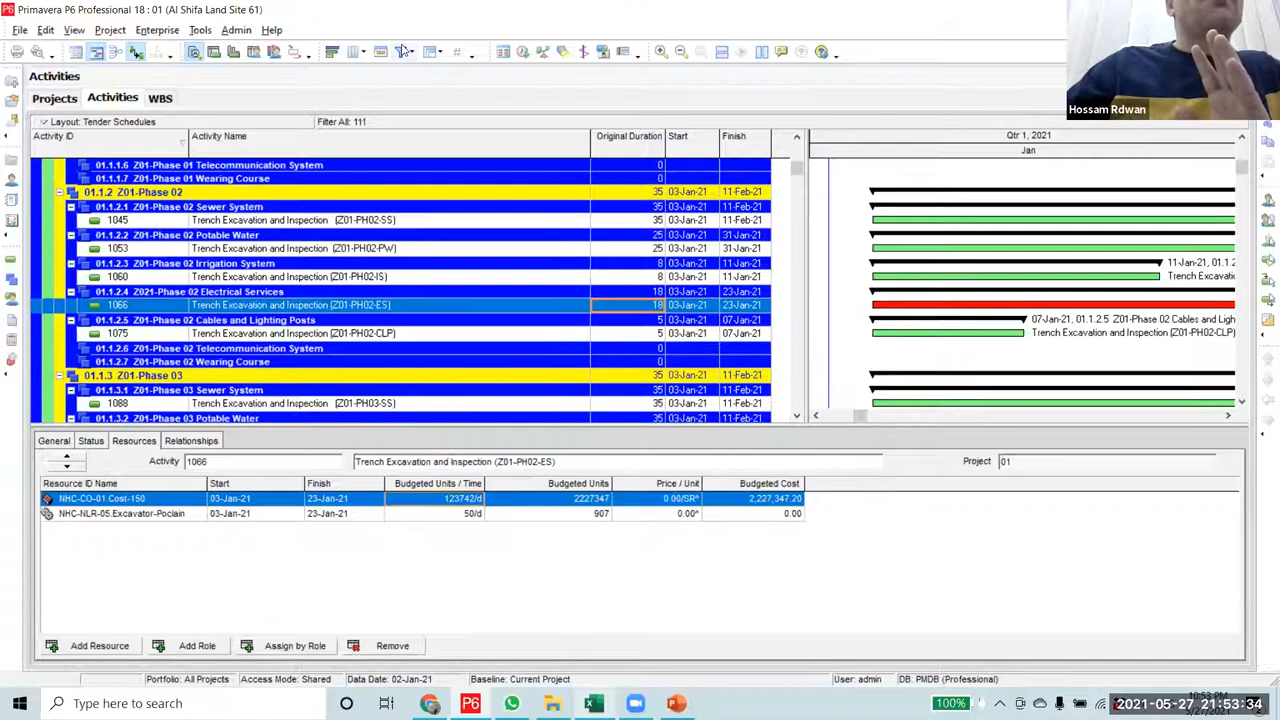 Primavera P6 Professional 18 : 01 (Al Shifa Land Site 61)
File Edit View Project Enterprise Tools Admin Help
Hossam Rdwan
Activities
Projects Activities WBS
Layout: Tender Schedules Filter All: 111
Activity ID Activity Name Original Duration Start Finish Qtr 1, 2021
Jan
01.1.1.6 Z01-Phase 01 Telecommunication System 0
01.1.1.7 Z01-Phase 01 Wearing Course 0
01.1.2 Z01-Phase 02 35 03-Jan-21 11-Feb-21
01.1.2.1 Z01-Phase 02 Sewer System 35 03-Jan-21 11-Feb-21
1045 Trench Excavation and Inspection (Z01-PH02-SS) 35 03-Jan-21 11-Feb-21
01.1.2.2 Z01-Phase 02 Potable Water 25 03-Jan-21 31-Jan-21
1053 Trench Excavation and Inspection (Z01-PH02-PW) 25 03-Jan-21 31-Jan-21
01.1.2.3 Z01-Phase 02 Irrigation System 8 03-Jan-21 11-Jan-21 11-Jan-21, 01.1.2
1060 Trench Excavation and Inspection (Z01-PH02-IS) 8 03-Jan-21 11-Jan-21 Trench Excavati
01.1.2.4 Z021-Phase 02 Electrical Services 18 03-Jan-21 23-Jan-21
1066 Trench Excavation and Inspection (Z01-PH02-ES) 18 03-Jan-21 23-Jan-21
01.1.2.5 Z01-Phase 02 Cables and Lighting Posts 5 03-Jan-21 07-Jan-21 07-Jan-21, 01.1.2.5 Z01-Phase 02 Cables and Ligh
1075 Trench Excavation and Inspection (Z01-PH02-CLP) 5 03-Jan-21 07-Jan-21 Trench Excavation and Inspection (Z01-PH02-CLP)
01.1.2.6 Z01-Phase 02 Telecommunication System 0
01.1.2.7 Z01-Phase 02 Wearing Course 0
01.1.3 Z01-Phase 03 35 03-Jan-21 11-Feb-21
01.1.3.1 Z01-Phase 03 Sewer System 35 03-Jan-21 11-Feb-21
1088 Trench Excavation and Inspection (Z01-PH03-SS) 35 03-Jan-21 11-Feb-21
01.1.3.2 Z01-Phase 03 Potable Water 35 03-Jan-21 11-Feb-21
General Status Resources Relationships
Activity 1066 Trench Excavation and Inspection (Z01-PH02-ES) Project 01
Resource ID Name Start Finish Budgeted Units / Time Budgeted Units Price / Unit Budgeted Cost
NHC-CO-01.Cost-150 03-Jan-21 23-Jan-21 123742/d 2227347 0.00/SR^ 2,227,347.20
NHC-NLR-05.Excavator-Poclain 03-Jan-21 23-Jan-21 50/d 907 0.00^ 0.00
Add Resource Add Role Assign by Role Remove
Portfolio: All Projects Access Mode: Shared Data Date: 02-Jan-21 Baseline: Current Project User: admin DB: PMDB (Professional)
Type here to search 100% 2021-05-27 21:53:34